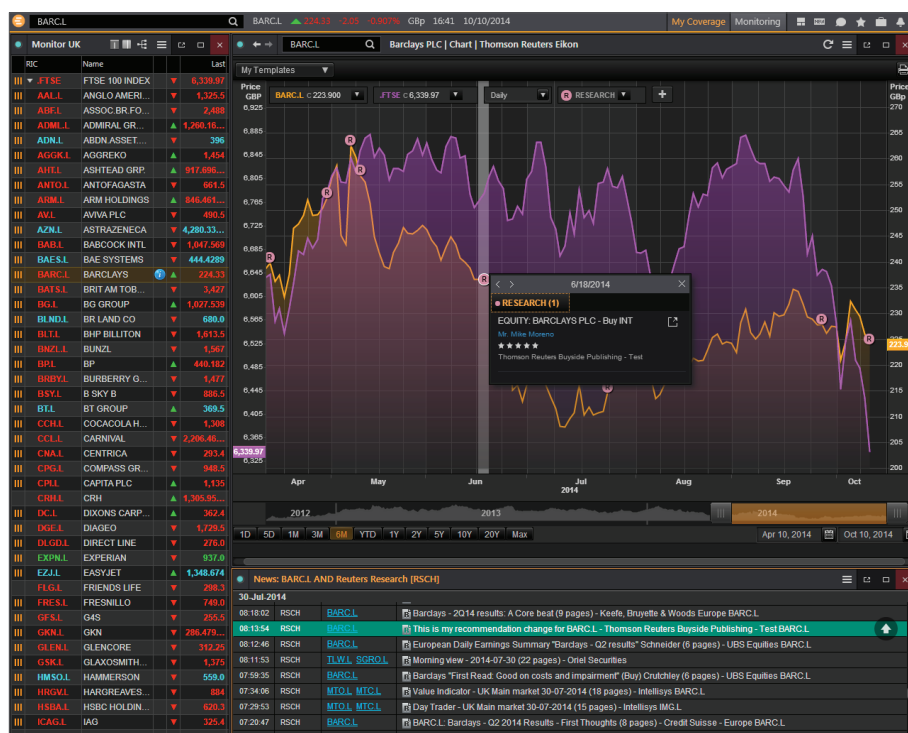 BARC.L
BARC.L 224.33 -2.05 -0.907% GBp 16:41 10/10/2014
My Coverage Monitoring
Monitor UK
RIC Name Last
.FTSE FTSE 100 INDEX 6,339.97
AAL.L ANGLO AMERI... 1,325.5
ABF.L ASSOC.BR.FO... 2,488
ADML.L ADMIRAL GR... 1,260.16...
ADN.L ABDN.ASSET.... 396
AGGK.L AGGREKO 1,454
AHT.L ASHTEAD GRP. 917.696...
ANTO.L ANTOFAGASTA 661.5
ARM.L ARM HOLDINGS 846.461...
AV.L AVIVA PLC 490.5
AZN.L ASTRAZENECA 4,280.33...
BAB.L BABCOCK INTL 1,047.569
BAES.L BAE SYSTEMS 444.4289
BARC.L BARCLAYS 224.33
BATS.L BRIT AM TOB... 3,427
BG.L BG GROUP 1,027.539
BLND.L BR LAND CO 680.0
BLT.L BHP BILLITON 1,613.5
BNZL.L BUNZL 1,567
BP.L BP 440.182
BRBY.L BURBERRY G... 1,477
BSY.L B SKY B 886.5
BT.L BT GROUP 369.5
CCH.L COCACOLA H... 1,308
CCL.L CARNIVAL 2,206.46...
CNA.L CENTRICA 293.4
CPG.L COMPASS GR... 948.5
CPI.L CAPITA PLC 1,135
CRH.L CRH 1,305.95...
DC.L DIXONS CARP... 362.4
DGE.L DIAGEO 1,729.5
DLGD.L DIRECT LINE 276.0
EXPN.L EXPERIAN 937.0
EZJ.L EASYJET 1,348.674
FLG.L FRIENDS LIFE 298.3
FRES.L FRESNILLO 749.0
GFS.L G4S 255.5
GKN.L GKN 286.479...
GLEN.L GLENCORE 312.25
GSK.L GLAXOSMITH... 1,375
HMSO.L HAMMERSON 559.0
HRGV.L HARGREAVES... 884
HSBA.L HSBC HOLDIN... 620.3
ICAG.L IAG 325.4
BARC.L
Barclays PLC | Chart | Thomson Reuters Eikon
My Templates
Price
GBP
BARC.L C 223.900
.FTSE C 6,339.97
Daily
R RESEARCH
+
Price
GBp
6,925
6,885
6,845
6,805
6,765
6,725
6,685
6,645
6,605
6,565
6,525
6,485
6,445
6,405
6,365
6,339.97
6,325
270
265
260
255
250
245
240
235
230
225
223.9
220
215
210
205
200
R
R
R
R
R
R
R
R
6/18/2014
RESEARCH (1)
EQUITY: BARCLAYS PLC - Buy INT
Mr. Mike Moreno
Thomson Reuters Buyside Publishing - Test
Apr May Jun Jul Aug Sep Oct
2014
2012 2013 2014
1D 5D 1M 3M 6M YTD 1Y 2Y 5Y 10Y 20Y Max
Apr 10, 2014 Oct 10, 2014
News: BARC.L AND Reuters Research [RSCH]
30-Jul-2014
08:18:02 RSCH BARC.L Barclays - 2Q14 results: A Core beat (9 pages) - Keefe, Bruyette & Woods Europe BARC.L
08:13:54 RSCH BARC.L This is my recommendation change for BARC.L - Thomson Reuters Buyside Publishing - Test BARC.L
08:12:46 RSCH BARC.L European Daily Earnings Summary "Barclays - 2Q results" Schneider (6 pages) - UBS Equities BARC.L
08:11:53 RSCH TLW.L SGRO.L Morning view - 2014-07-30 (22 pages) - Oriel Securities
07:59:35 RSCH BARC.L Barclays "First Read: Good on costs and impairment" (Buy) Crutchley (6 pages) - UBS Equities BARC.L
07:34:06 RSCH MTO.L MTC.L Value Indicator - UK Main market 30-07-2014 (18 pages) - Intellisys BARC.L
07:29:53 RSCH MTO.L MTC.L Day Trader - UK Main market 30-07-2014 (15 pages) - Intellisys IMG.L
07:20:47 RSCH BARC.L BARC.L: Barclays - Q2 2014 Results - First Thoughts (8 pages) - Credit Suisse - Europe BARC.L